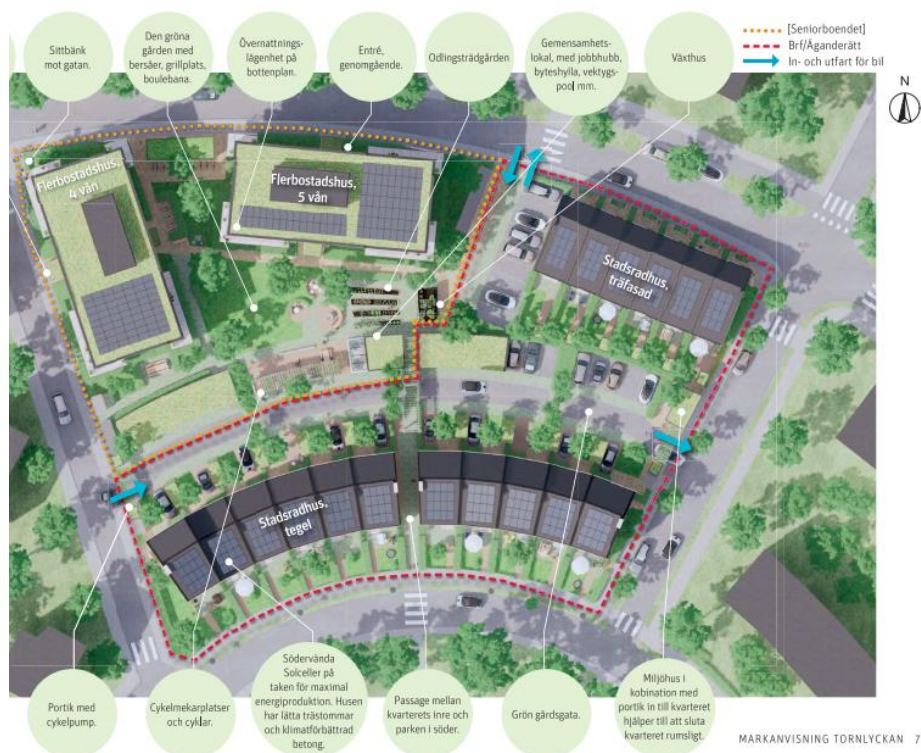 Sittbänk
mot gatan.
Den gröna
gården med
bersåer, grillplats,
boulebana.
Övernattnings-
lägenhet på
bottenplan.
Entré,
genomgående.
Odlingsträdgården
Gemensamhets-
lokal, med jobbhubb,
byteshylla, vektygs-
pool mm.
Växthus
[Seniorboendet]
Brf/Äganderätt
In- och utfart för bil
N
Flerbostadshus,
4 vån
Flerbostadshus,
5 vån
Stadsradhus,
träfasad
Stadsradhus,
tegel
Portik med
cykelpump.
Cykelmekarplatser
och cyklar.
Södervända
Solceller på
taken för maximal
energiproduktion. Husen
har lätta trästommar
och klimatförbättrad
betong.
Passage mellan
kvarterets inre och
parken i söder.
Grön gårdsgata.
Miljöhus i
kobination med
portik in till kvarteret
hjälper till att sluta
kvarteret rumsligt.
MARKANVISNING TORNLYCKAN 7